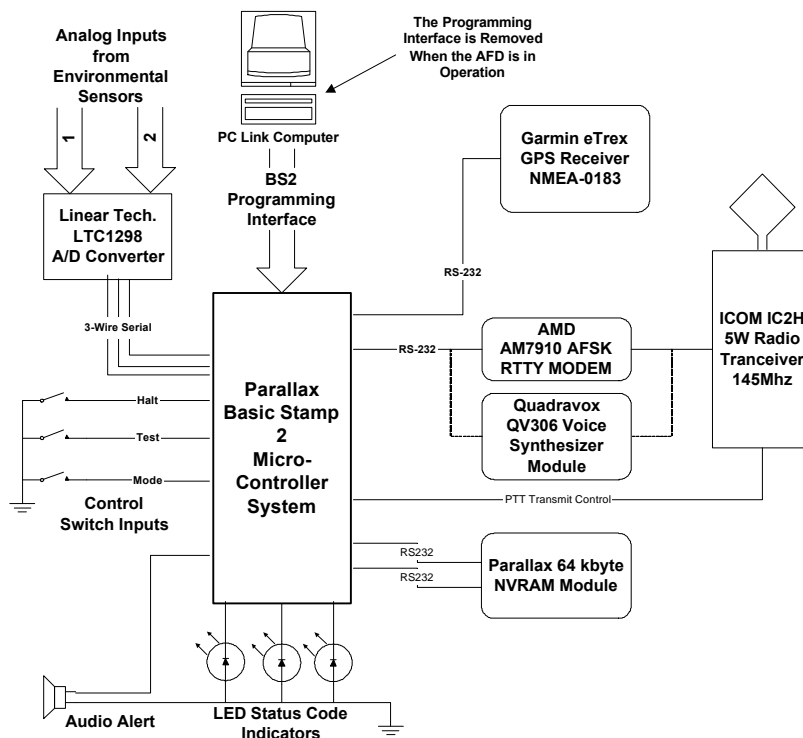 The Programming
Interface is Removed
When the AFD is in
Operation
Analog Inputs
from
Environmental
Sensors
1
2
PC Link Computer
BS2
Programming
Interface
Garmin eTrex
GPS Receiver
NMEA-0183
Linear Tech.
LTC1298
A/D Converter
RS-232
3-Wire Serial
RS-232
AMD
AM7910 AFSK
RTTY MODEM
ICOM IC2H
5W Radio
Tranceiver
145Mhz
Parallax
Basic Stamp
2
Micro-
Controller
System
Quadravox
QV306 Voice
Synthesizer
Module
Halt
Test
Mode
Control
Switch Inputs
PTT Transmit Control
RS232
RS232
Parallax 64 kbyte
NVRAM Module
Audio Alert
LED Status Code
Indicators